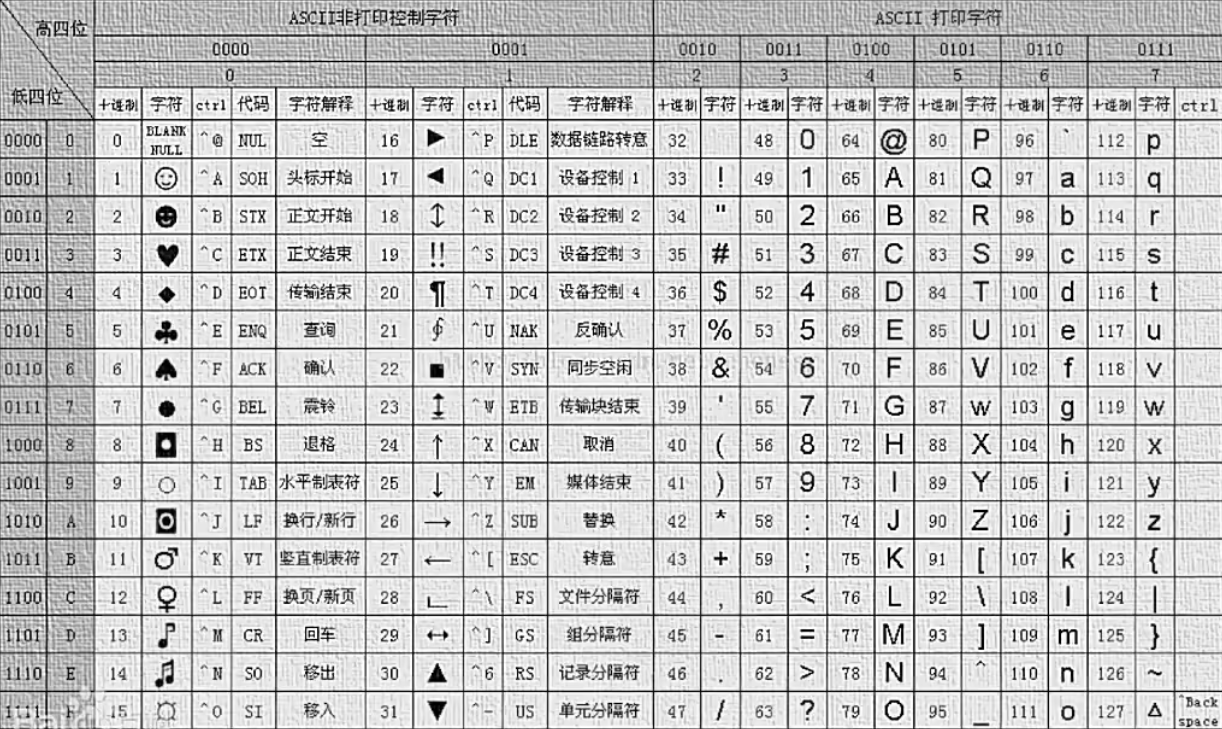 高四位 ASCII非打印控制字符 ASCII 打印字符
0000 0001 0010 0011 0100 0101 0110 0111
0 1 2 3 4 5 6 7
低四位 十进制 字符 ctrl 代码 字符解释 十进制 字符 ctrl 代码 字符解释 十进制 字符 十进制 字符 十进制 字符 十进制 字符 十进制 字符 十进制 字符 ctrl
0000 0 0 BLANK NULL ^@ NUL 空 16 ► ^P DLE 数据链路转意 32 48 0 64 @ 80 P 96 ` 112 p
0001 1 1 ☺ ^A SOH 头标开始 17 ◄ ^Q DC1 设备控制 1 33 ! 49 1 65 A 81 Q 97 a 113 q
0010 2 2 ☻ ^B STX 正文开始 18 ↕ ^R DC2 设备控制 2 34 " 50 2 66 B 82 R 98 b 114 r
0011 3 3 ♥ ^C ETX 正文结束 19 !! ^S DC3 设备控制 3 35 # 51 3 67 C 83 S 99 c 115 s
0100 4 4 ♦ ^D EOT 传输结束 20 ¶ ^T DC4 设备控制 4 36 $ 52 4 68 D 84 T 100 d 116 t
0101 5 5 ♣ ^E ENQ 查询 21 ∮ ^U NAK 反确认 37 % 53 5 69 E 85 U 101 e 117 u
0110 6 6 ♠ ^F ACK 确认 22 ■ ^V SYN 同步空闲 38 & 54 6 70 F 86 V 102 f 118 v
0111 7 7 ● ^G BEL 震铃 23 ↨ ^W ETB 传输块结束 39 ' 55 7 71 G 87 w 103 g 119 w
1000 8 8 ◘ ^H BS 退格 24 ↑ ^X CAN 取消 40 ( 56 8 72 H 88 X 104 h 120 x
1001 9 9 ○ ^I TAB 水平制表符 25 ↓ ^Y EM 媒体结束 41 ) 57 9 73 I 89 Y 105 i 121 y
1010 A 10 ◙ ^J LF 换行/新行 26 → ^Z SUB 替换 42 * 58 : 74 J 90 Z 106 j 122 z
1011 B 11 ♂ ^K VT 竖直制表符 27 ← ^[ ESC 转意 43 + 59 ; 75 K 91 [ 107 k 123 {
1100 C 12 ♀ ^L FF 换页/新页 28 ∟ ^\ FS 文件分隔符 44 , 60 < 76 L 92 \ 108 l 124 |
1101 D 13 ♪ ^M CR 回车 29 ↔ ^] GS 组分隔符 45 - 61 = 77 M 93 ] 109 m 125 }
1110 E 14 ♫ ^N SO 移出 30 ▲ ^6 RS 记录分隔符 46 . 62 > 78 N 94 ^ 110 n 126 ~
1111 15 ☼ ^O SI 移入 31 ▼ ^- US 单元分隔符 47 / 63 ? 79 O 95 _ 111 o 127 Δ ^Back space